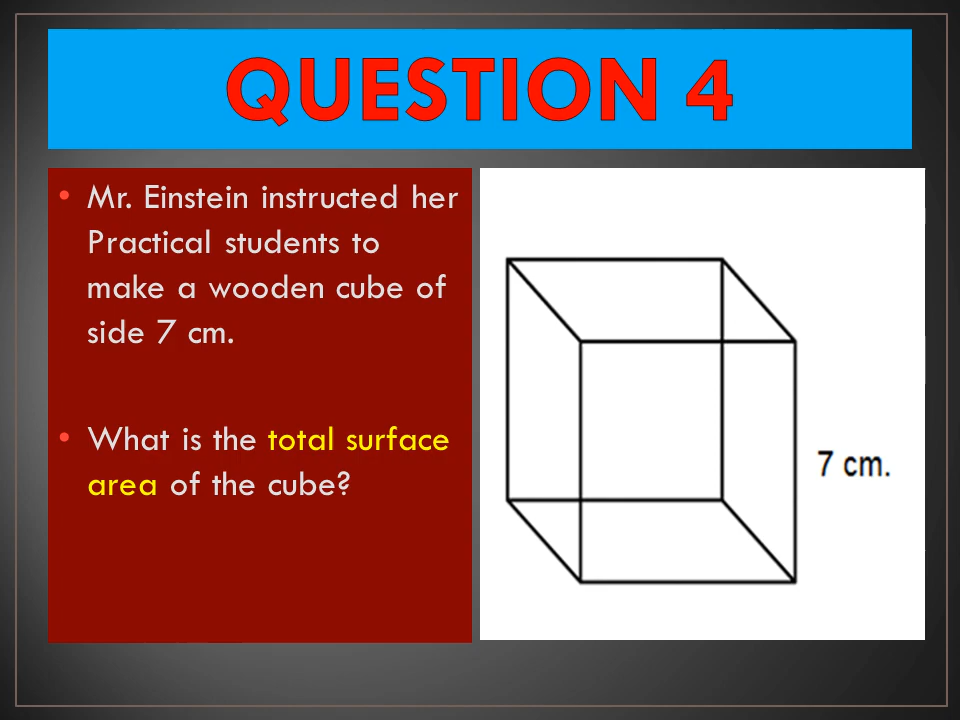 QUESTION 4
• Mr. Einstein instructed her
Practical students to
make a wooden cube of
side 7 cm.
• What is the total surface
area of the cube?
7 cm.